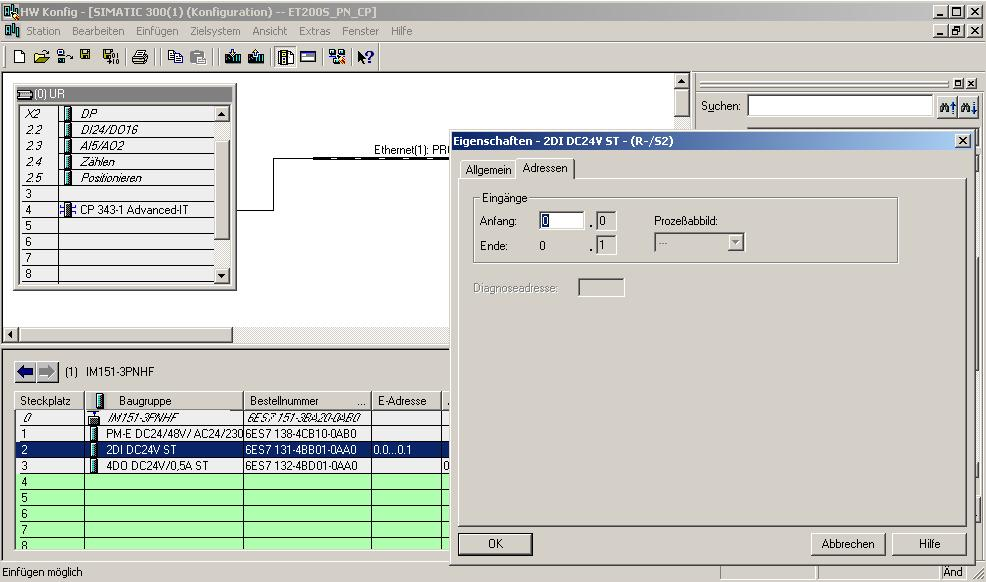 HW Konfig - [SIMATIC 300(1) (Konfiguration) -- ET200S_PN_CP]
Station Bearbeiten Einfügen Zielsystem Ansicht Extras Fenster Hilfe
(0) UR
X2 DP
2.2 DI24/DO16
2.3 AI5/AO2
2.4 Zählen
2.5 Positionieren
3
4 CP 343-1 Advanced-IT
5
6
7
8
Ethernet(1): PR
Suchen:
Eigenschaften - 2DI DC24V ST - (R-/S2)
Allgemein Adressen
Eingänge
Anfang: 0 . 0 Prozeßabbild:
Ende: 0 . 1 ---
Diagnoseadresse:
OK Abbrechen Hilfe
(1) IM151-3PNHF
Steckplatz Baugruppe Bestellnummer ... E-Adresse
0 IM151-3PNHF 6ES7 151-3BA20-0AB0
1 PM-E DC24/48V/ AC24/230 6ES7 138-4CB10-0AB0
2 2DI DC24V ST 6ES7 131-4BB01-0AA0 0.0...0.1
3 4DO DC24V/0,5A ST 6ES7 132-4BD01-0AA0 0
4
5
6
7
8
Einfügen möglich Änd